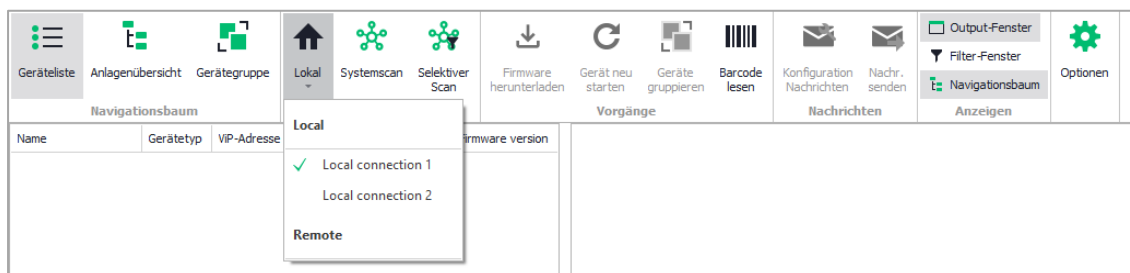 Geräteliste
Anlagenübersicht
Gerätegruppe
Navigationsbaum
Lokal
Systemscan
Selektiver
Scan
Firmware
herunterladen
Gerät neu
starten
Geräte
gruppieren
Barcode
lesen
Vorgänge
Konfiguration
Nachrichten
Nachr.
senden
Nachrichten
Output-Fenster
Filter-Fenster
Navigationsbaum
Anzeigen
Optionen
Name
Gerätetyp
ViP-Adresse
Firmware version
Local
Local connection 1
Local connection 2
Remote